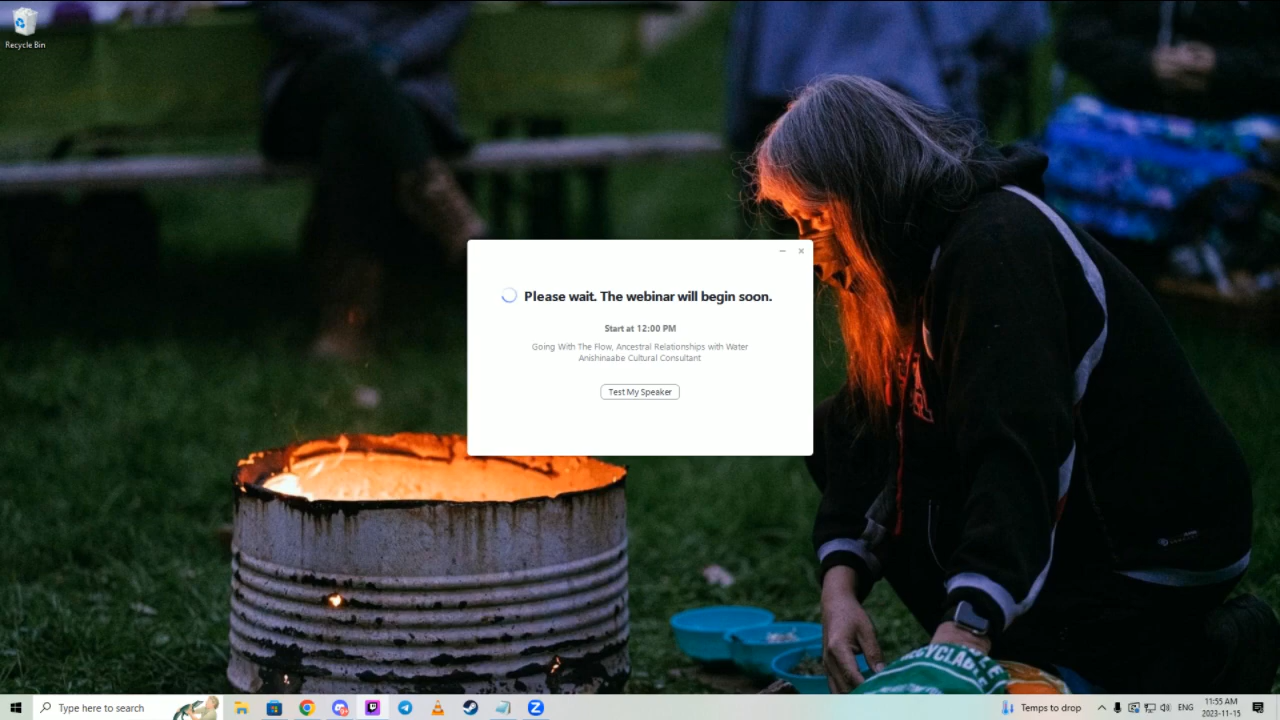 Recycle Bin
Please wait. The webinar will begin soon.
Start at 12:00 PM
Going With The Flow, Ancestral Relationships with Water
Anishinaabe Cultural Consultant
Test My Speaker
Type here to search
Temps to drop
ENG
11:55 AM
2023-11-15